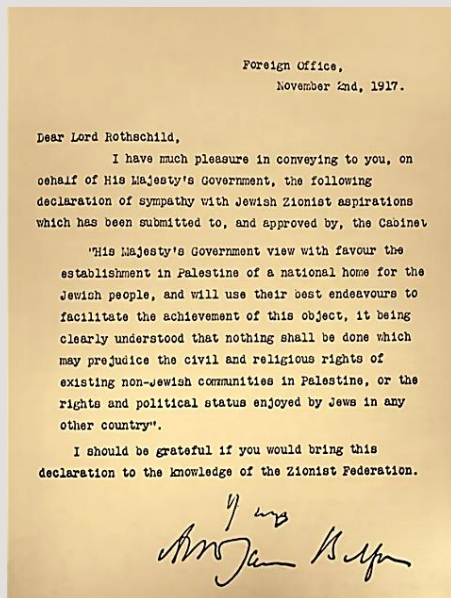 Foreign Office,
November 2nd, 1917.
Dear Lord Rothschild,
I have much pleasure in conveying to you, on
behalf of His Majesty's Government, the following
declaration of sympathy with Jewish Zionist aspirations
which has been submitted to, and approved by, the Cabinet
"His Majesty's Government view with favour the
establishment in Palestine of a national home for the
Jewish people, and will use their best endeavours to
facilitate the achievement of this object, it being
clearly understood that nothing shall be done which
may prejudice the civil and religious rights of
existing non-Jewish communities in Palestine, or the
rights and political status enjoyed by Jews in any
other country".
I should be grateful if you would bring this
declaration to the knowledge of the Zionist Federation.
Arthur James Balfour